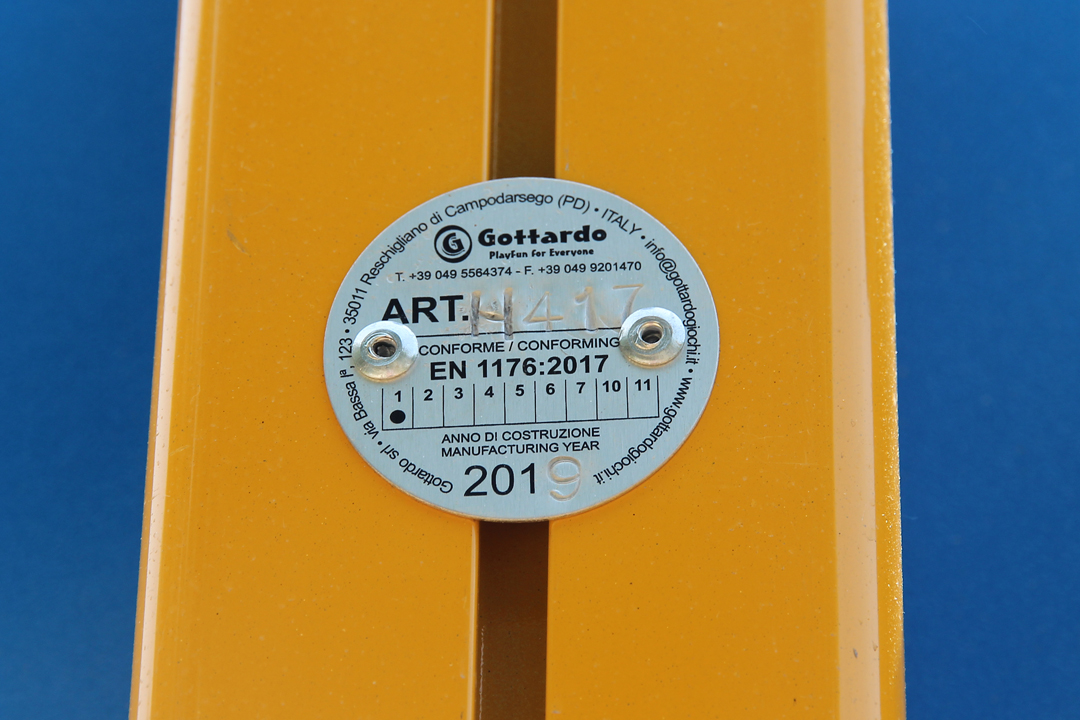 Gottardo srl • via Bassa Iª, 123 • 35011 Reschigliano di Campodarsego (PD) • ITALY • info@gottardogiochi.it • www.gottardogiochi.it
G Gottardo
PlayFun for Everyone
T. +39 049 5564374 - F. +39 049 9201470
ART. H417
CONFORME / CONFORMING
EN 1176:2017
1 2 3 4 5 6 7 10 11
ANNO DI COSTRUZIONE
MANUFACTURING YEAR
2019